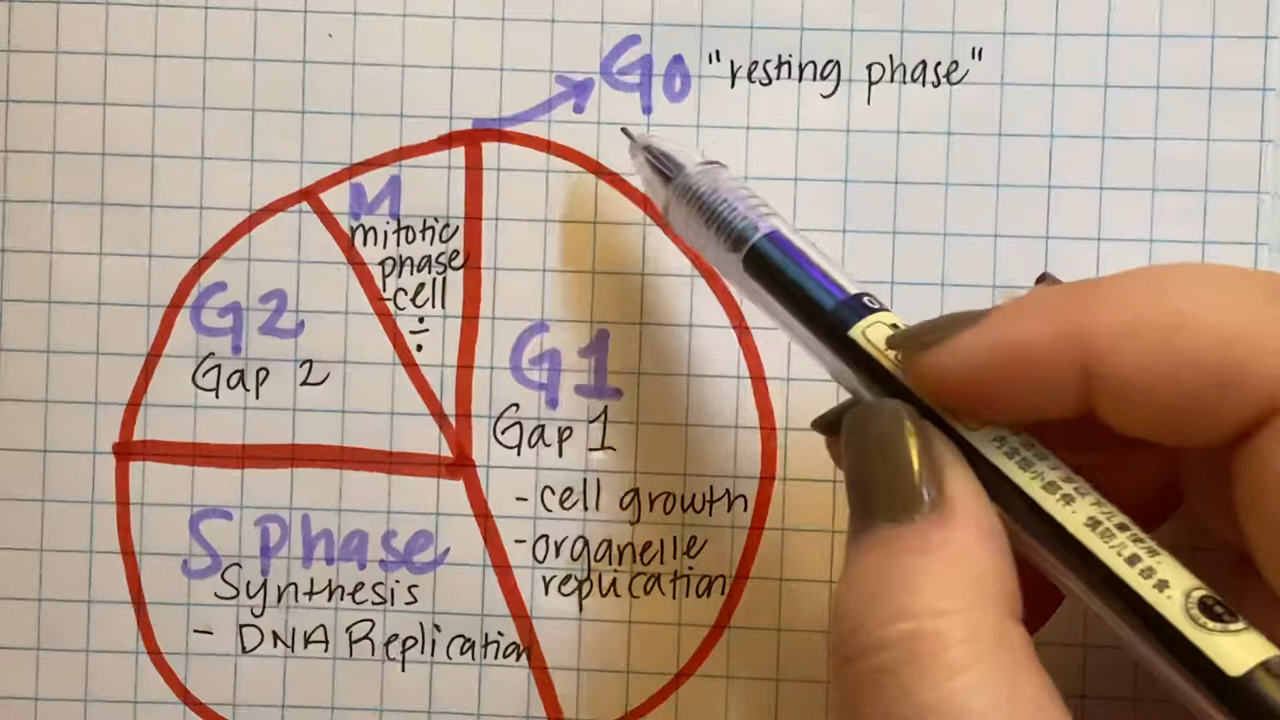 G0 "resting phase"
M
mitotic
phase
-cell
÷
G2
Gap 2
G1
Gap 1
- cell growth
- organelle
replication
S Phase
Synthesis
- DNA Replication
0